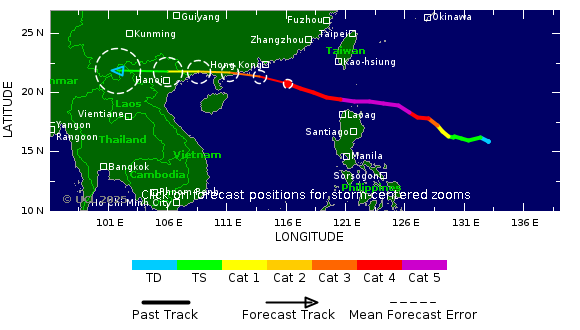 25 N
20 N
15 N
10 N
LATITUDE
Guiyang
Fuzhou
Okinawa
Kunming
Taipei
Zhangzhou
Taiwan
Hong Kong
Kao-hsiung
Hanoi
nmar
Laos
Vientiane
Laoag
Yangon
Rangoon
Thailand
Santiago
Vietnam
Manila
Bangkok
Cambodia
Sorsogon
Philippines
Phnom Penh
Click on forecast positions for storm-centered zooms
Ho Chi Minh City
101 E
106 E
111 E
116 E
121 E
126 E
131 E
136 E
LONGITUDE
TD
TS
Cat 1
Cat 2
Cat 3
Cat 4
Cat 5
Past Track
Forecast Track
Mean Forecast Error